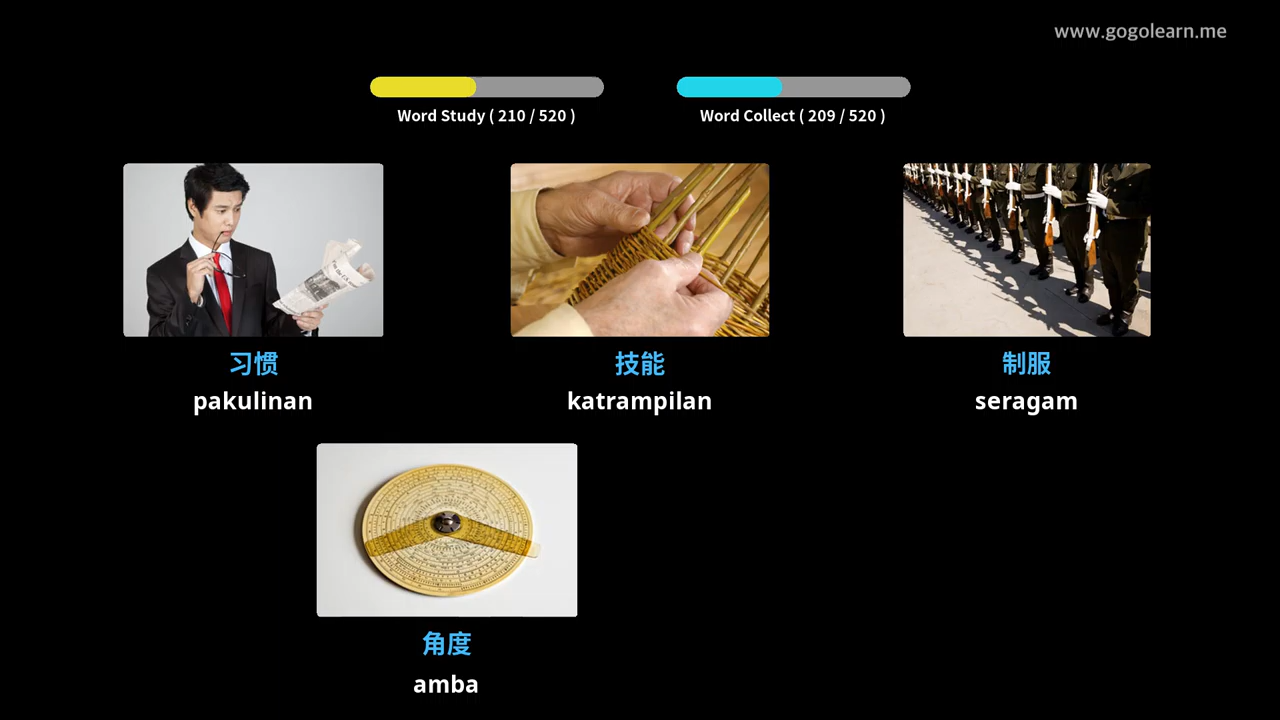 www.gogolearn.me
Word Study ( 210 / 520 )
Word Collect ( 209 / 520 )
习惯
pakulinan
技能
katrampilan
制服
seragam
角度
amba